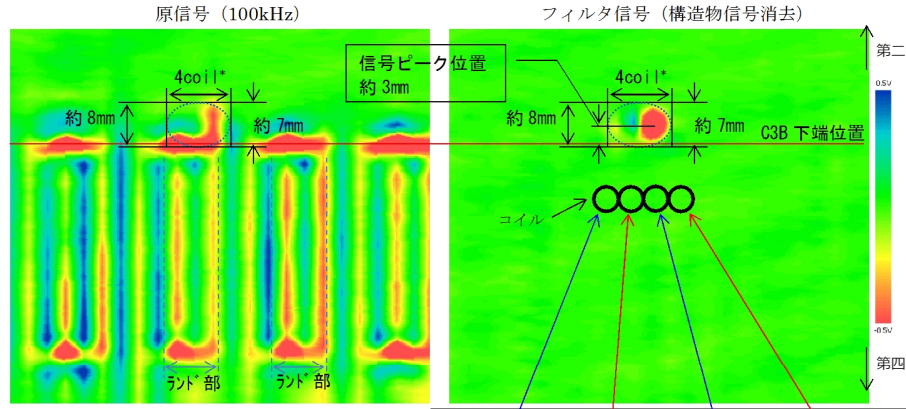 原信号（100kHz）
フィルタ信号（構造物信号消去）
信号ピーク位置
約 3mm
4coil*
約 8mm
約 7mm
4coil*
約 8mm
約 7mm
C3B 下端位置
コイル
ランド部
ランド部
第二
0.5V
-0.5V
第四